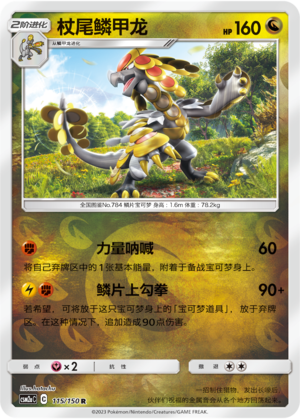 2阶进化
杖尾鳞甲龙
HP 160
从鳞甲龙进化
全国图鉴No.784 鳞片宝可梦 身高：1.6m 体重：78.2kg
力量呐喊 60
将自己弃牌区中的1张基本能量，附着于备战宝可梦身上。
鳞片上勾拳 90+
若希望，可将放于这只宝可梦身上的「宝可梦道具」，放于弃牌
区。在这种情况下，追加造成90点伤害。
弱点 ×2 抗性 撤退
csm2a C C 115/150 R
©2023 Pokémon/Nintendo/Creatures/GAME FREAK.